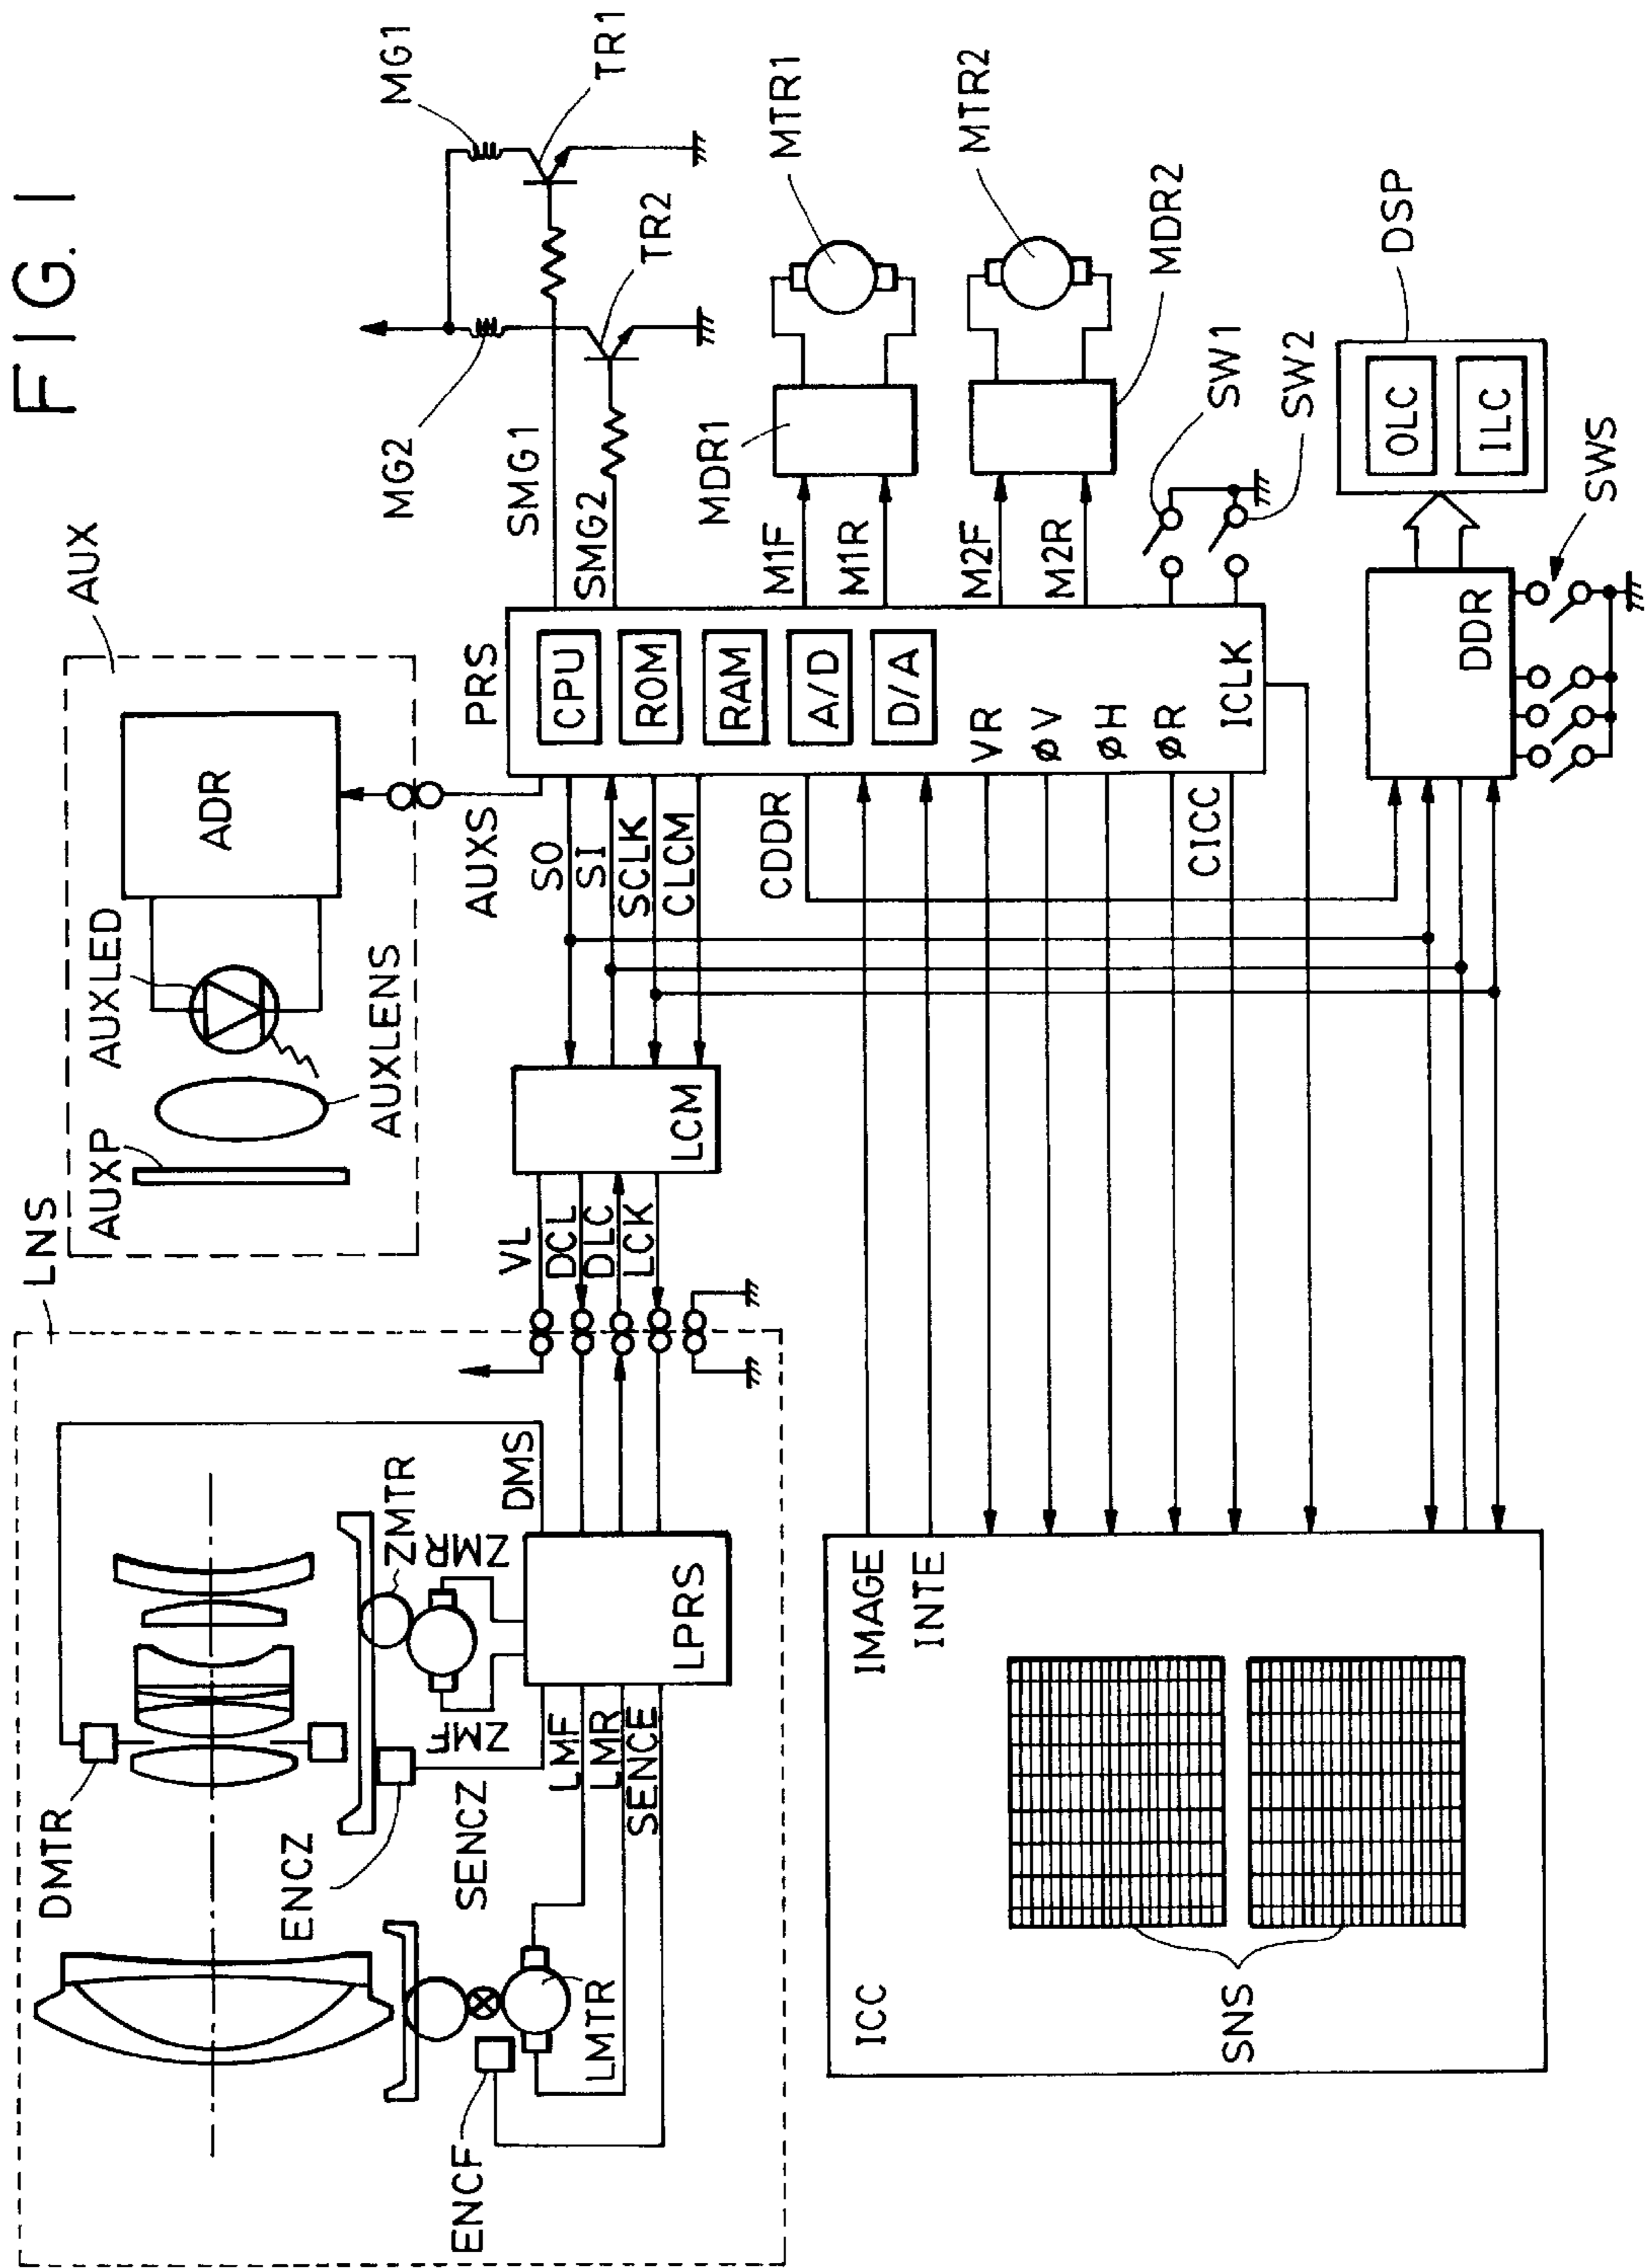 FIG. 1
LNS
AUX
AUXP
AUXLED
AUXLENS
ADR
AUXS
MG1
MG2
TR1
TR2
SMG1
SMG2
DMTR
ENCZ
ENCF
SENCZ
LMTR
ZMTR
ZMF
ZMR
DMS
LMF
LMR
SENCE
LPRS
VL
DCL
DLC
LCK
LCM
SO
SI
SCLK
CLCM
CDDR
PRS
CPU
ROM
RAM
A/D
D/A
VR
øV
øH
øR
ICLK
CICC
M1F
M1R
MDR1
MTR1
M2F
M2R
MDR2
MTR2
SW1
SW2
ICC
IMAGE
INTE
SNS
DDR
DSP
OLC
ILC
SWS